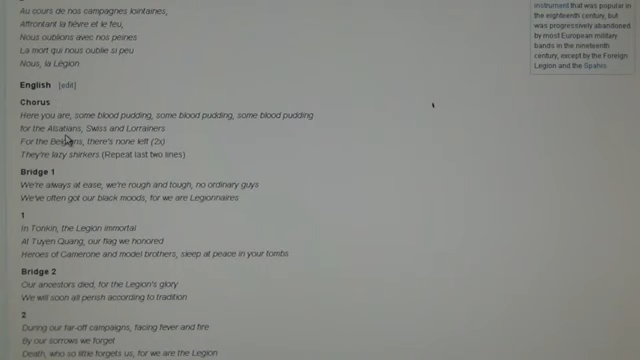 Au cours de nos campagnes lointaines,
Affrontant la fièvre et le feu,
Nous oublions avec nos peines
La mort qui nous oublie si peu
Nous, la Légion
English [edit]
Chorus
Here you are, some blood pudding, some blood pudding, some blood pudding
for the Alsatians, Swiss and Lorrainers
For the Belgians, there's none left (2x)
They're lazy shirkers (Repeat last two lines)
Bridge 1
We're always at ease, we're rough and tough, no ordinary guys
We've often got our black moods, for we are Legionnaires
1
In Tonkin, the Legion immortal
At Tuyen Quang, our flag we honored
Heroes of Camerone and model brothers, sleep at peace in your tombs
Bridge 2
Our ancestors died, for the Legion's glory
We will soon all perish according to tradition
2
During our far-off campaigns, facing fever and fire
By our sorrows we forget
Death, who so little forgets us, for we are the Legion
instrument that was popular in
the eighteenth century, but
was progressively abandoned
by most European military
bands in the nineteenth
century, except by the Foreign
Legion and the Spahis